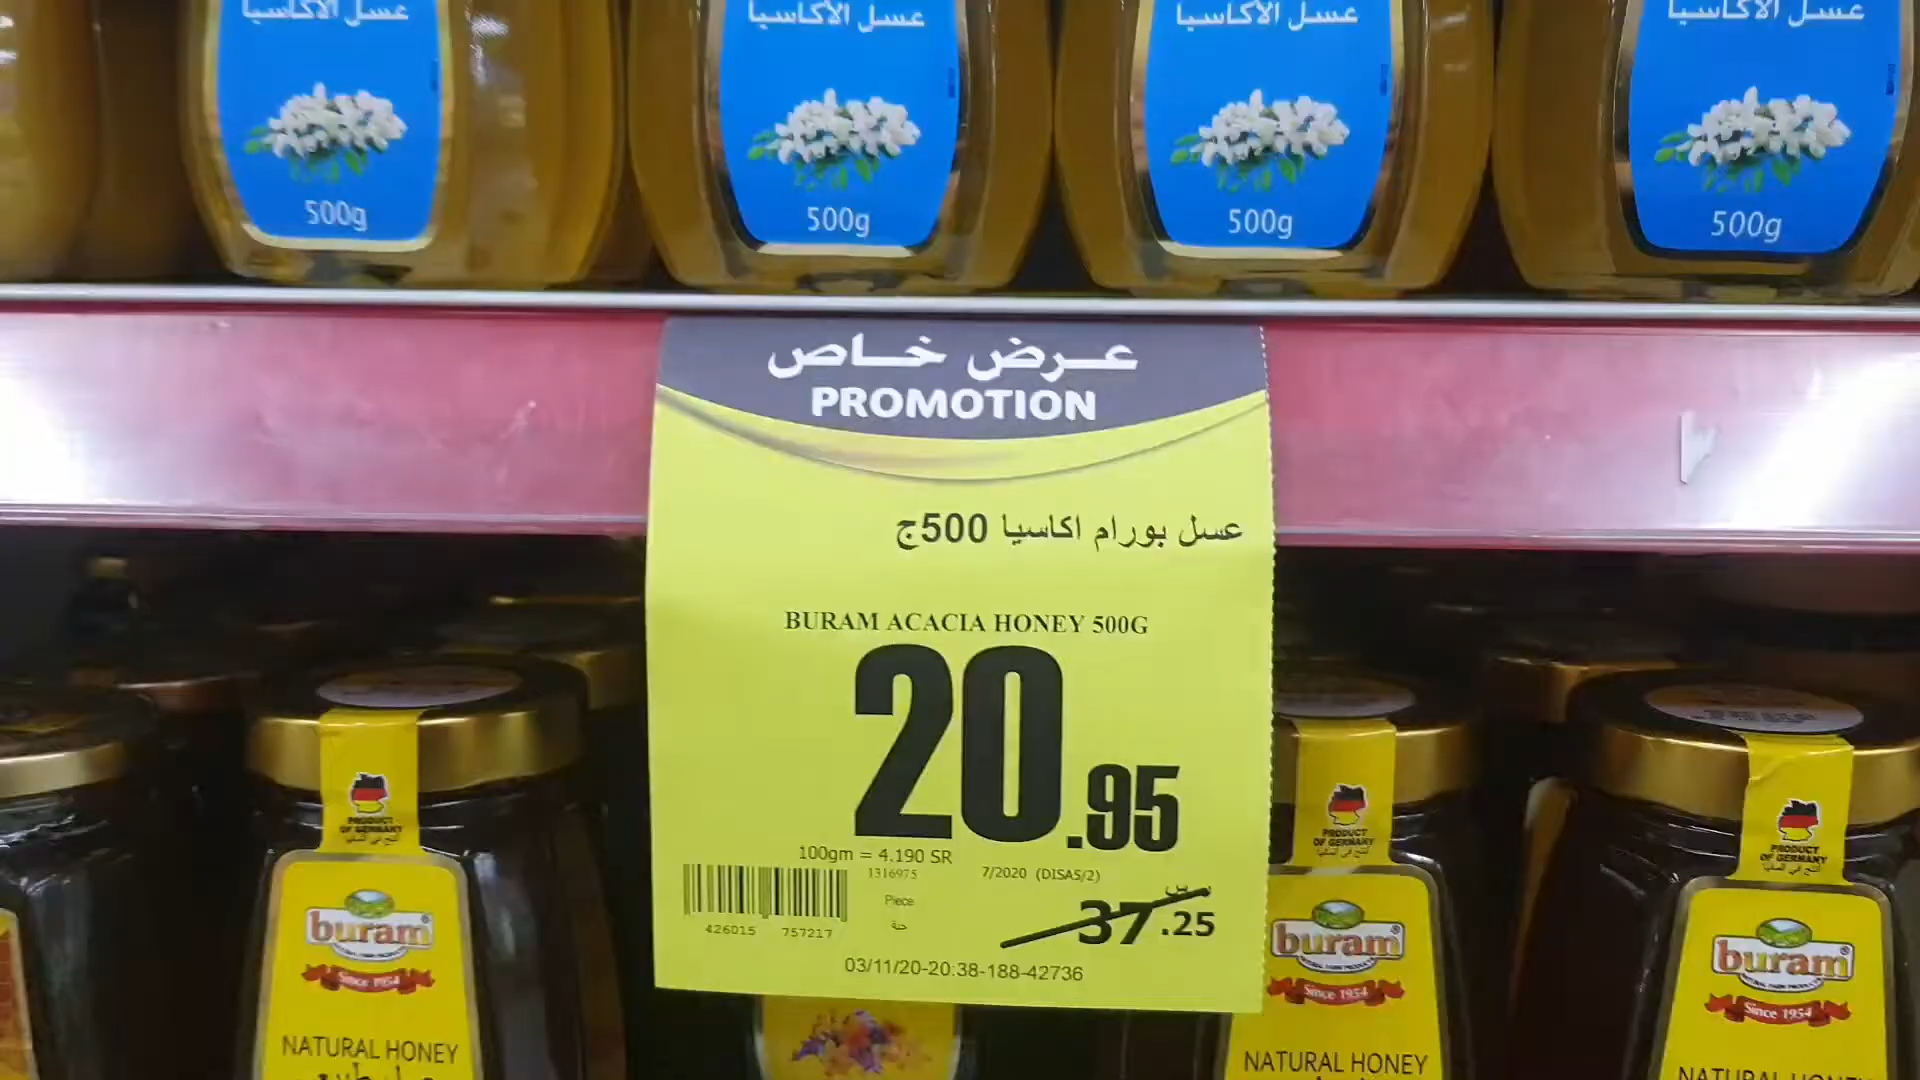 عسل الأكاسيا
عسل الأكاسيا
عسل الأكاسيا
عسل الأكاسيا
500g
500g
500g
500g
عرض خاص
PROMOTION
عسل بورام اكاسيا 500ج
BURAM ACACIA HONEY 500G
20.95
100gm = 4.190 SR
1316975
7/2020 (DISA5/2)
Piece
حبة
426015 757217
37.25
03/11/20-20:38-188-42736
PRODUCT
OF GERMANY
buram
Since 1954
NATURAL HONEY
PRODUCT
OF GERMANY
buram
Since 1954
NATURAL HONEY
PRODUCT
OF GERMANY
buram
Since 1954